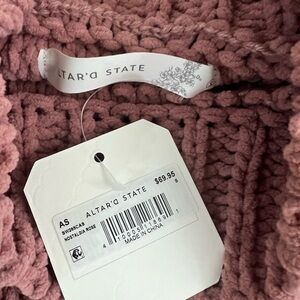 ALTAR'D STATE
ALTAR'D STATE
AS
NOSTALGIA ROSE
$69.95
S
MADE IN CHINA